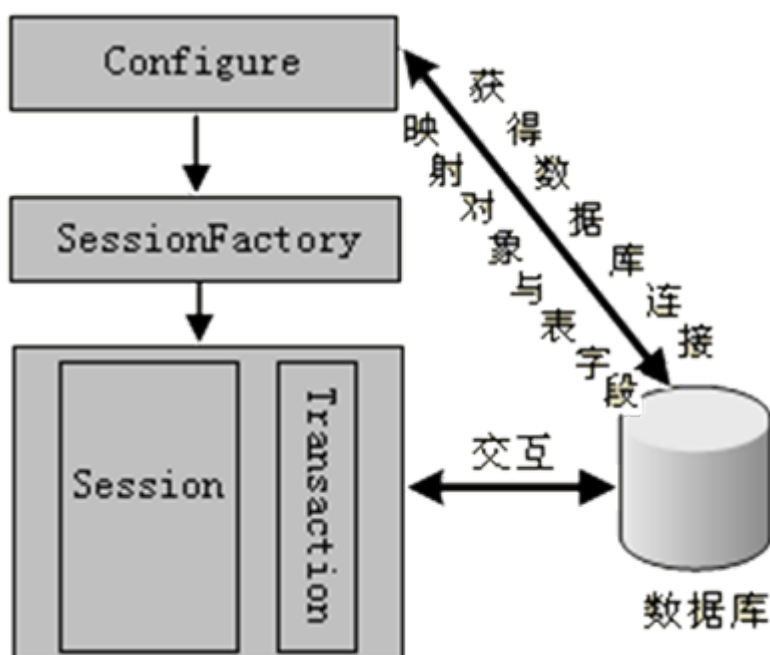 Configure
获得数据库连接
映射对象与表字段
SessionFactory
Session
Transaction
交互
数据库